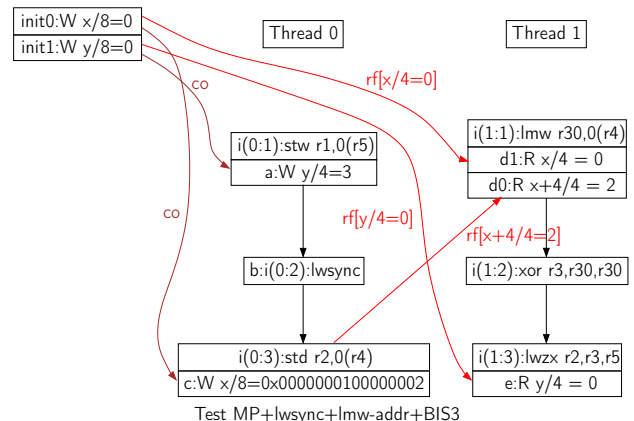 init0:W x/8=0
init1:W y/8=0
Thread 0
Thread 1
rf[x/4=0]
co
i(0:1):stw r1,0(r5)
a:W y/4=3
i(1:1):lmw r30,0(r4)
d1:R x/4 = 0
d0:R x+4/4 = 2
co
rf[y/4=0]
rf[x+4/4=2]
b:i(0:2):lwsync
i(1:2):xor r3,r30,r30
i(0:3):std r2,0(r4)
c:W x/8=0x0000000100000002
i(1:3):lwzx r2,r3,r5
e:R y/4 = 0
Test MP+lwsync+lmw-addr+BIS3